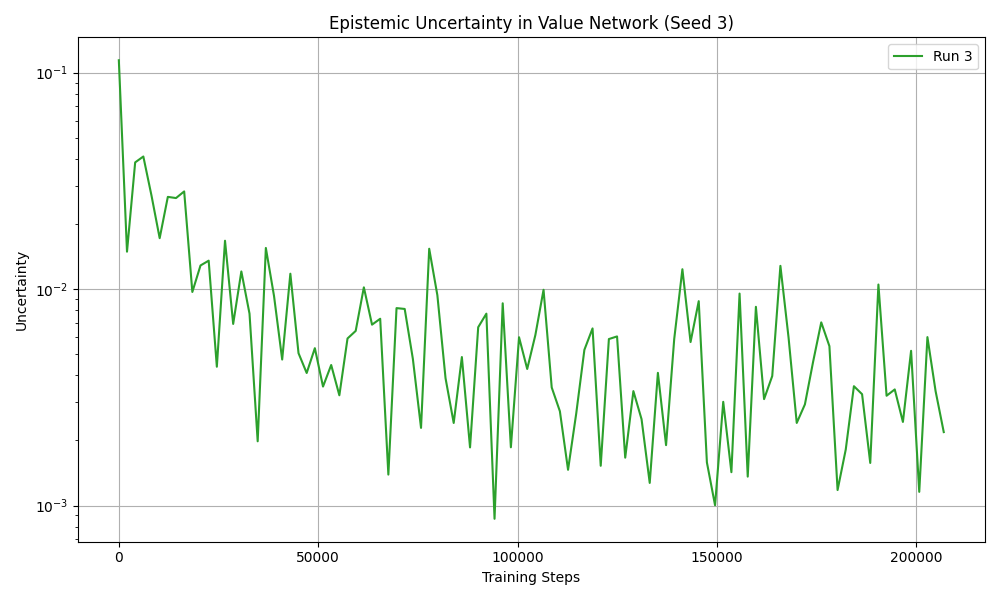 Epistemic Uncertainty in Value Network (Seed 3)
Run 3
Uncertainty
10⁻¹
10⁻²
10⁻³
0 50000 100000 150000 200000
Training Steps